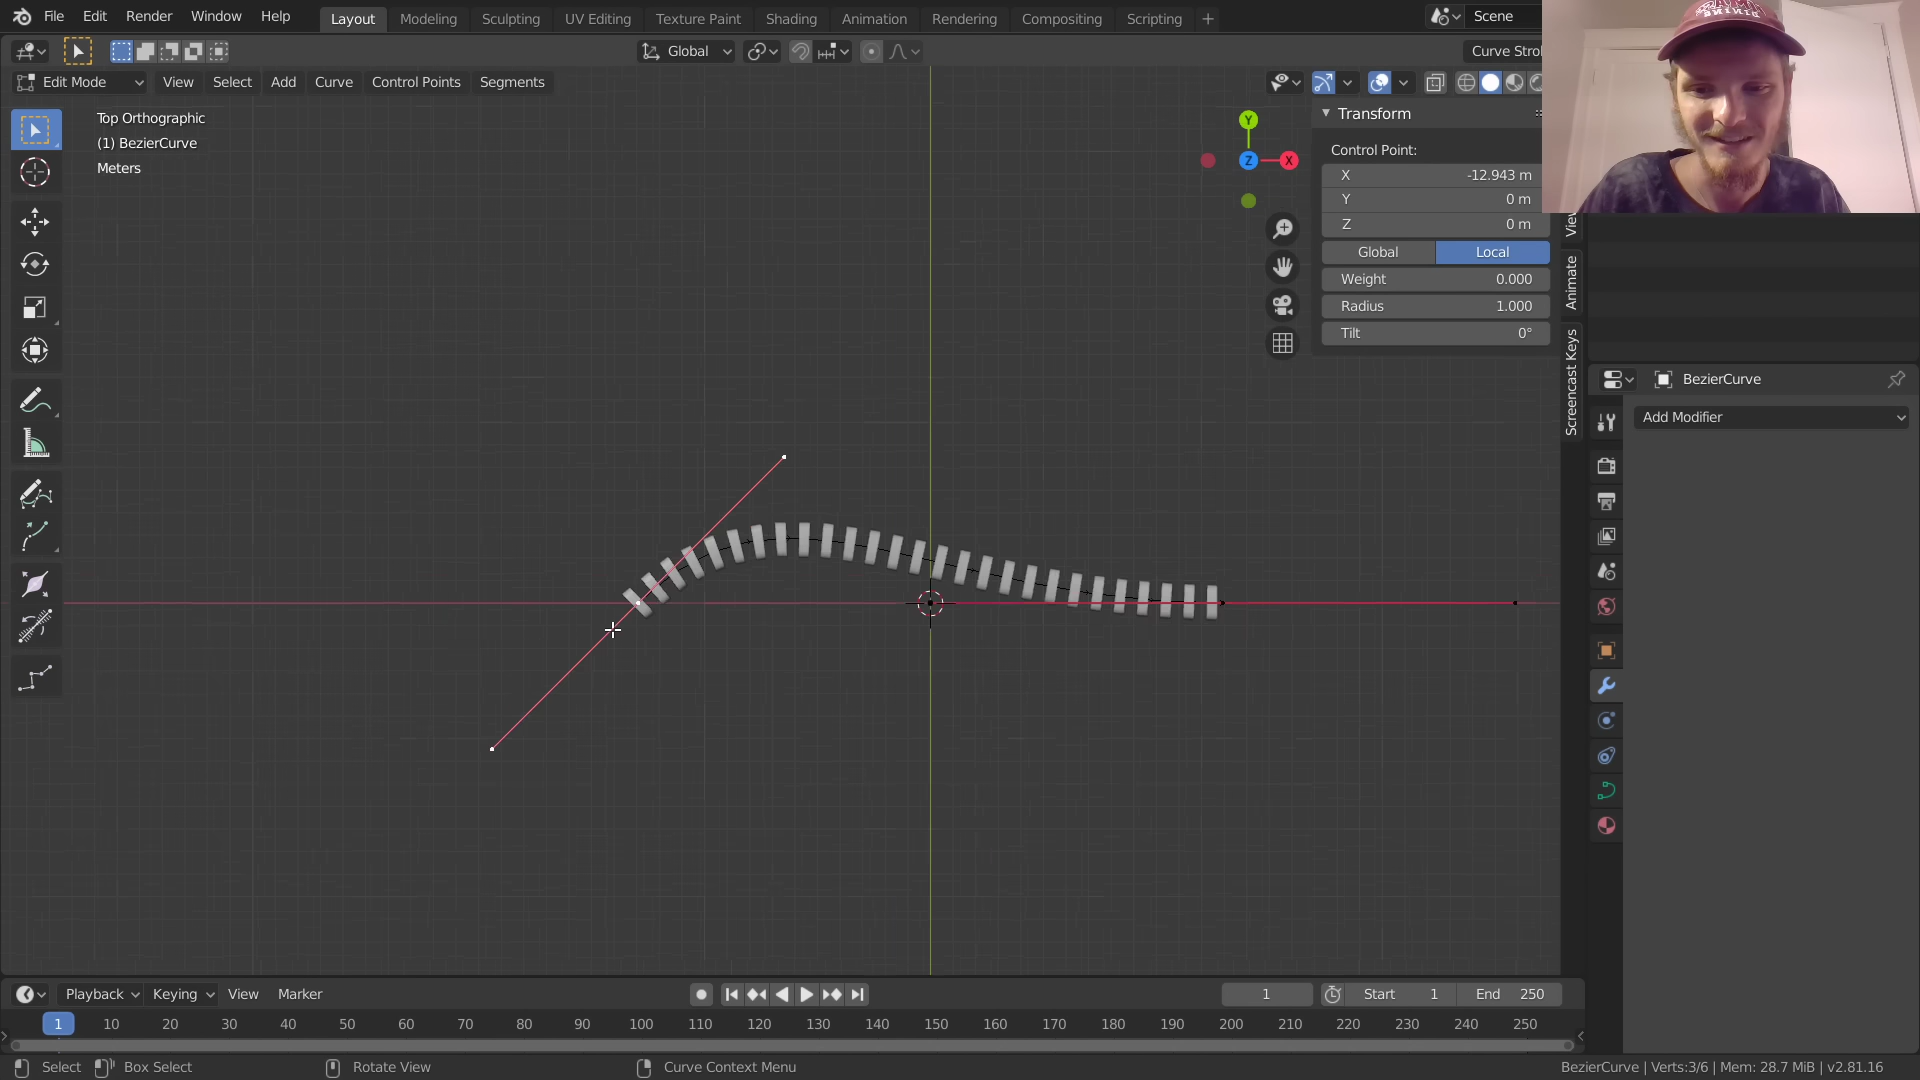 File Edit Render Window Help
Layout Modeling Sculpting UV Editing Texture Paint Shading Animation Rendering Compositing Scripting +
Scene
Global
Curve Stro
Edit Mode View Select Add Curve Control Points Segments
Top Orthographic
(1) BezierCurve
Meters
Y
Z
X
Transform
Control Point:
X -12.943 m
Y 0 m
Z 0 m
Global Local
Weight 0.000
Radius 1.000
Tilt 0°
View
Animate
Screencast Keys
BezierCurve
Add Modifier
Playback Keying View Marker
1
Start 1
End 250
1 10 20 30 40 50 60 70 80 90 100 110 120 130 140 150 160 170 180 190 200 210 220 230 240 250
Select Box Select Rotate View Curve Context Menu
BezierCurve | Verts:3/6 | Mem: 28.7 MiB | v2.81.16